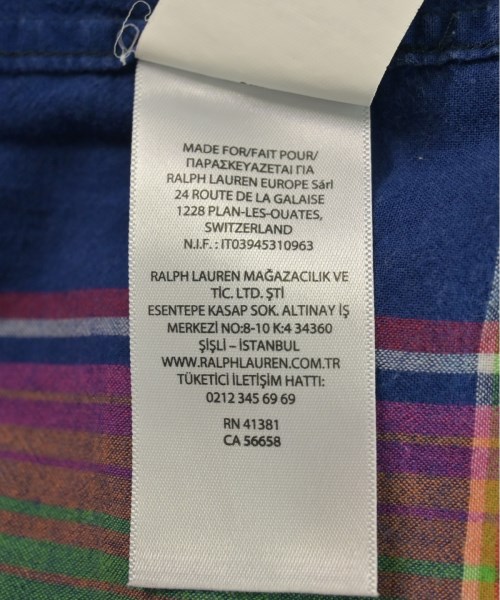 MADE FOR/FAIT POUR/
ΠΑΡΑΣΚΕΥΑΖΕΤΑΙ ΓΙΑ
RALPH LAUREN EUROPE Sárl
24 ROUTE DE LA GALAISE
1228 PLAN-LES-OUATES,
SWITZERLAND
N.I.F. : IT03945310963
RALPH LAUREN MAĞAZACILIK VE
TİC. LTD. ŞTİ
ESENTEPE KASAP SOK. ALTINAY İŞ
MERKEZİ NO:8-10 K:4 34360
ŞİŞLİ – İSTANBUL
WWW.RALPHLAUREN.COM.TR
TÜKETİCİ İLETİŞİM HATTI:
0212 345 69 69
RN 41381
CA 56658